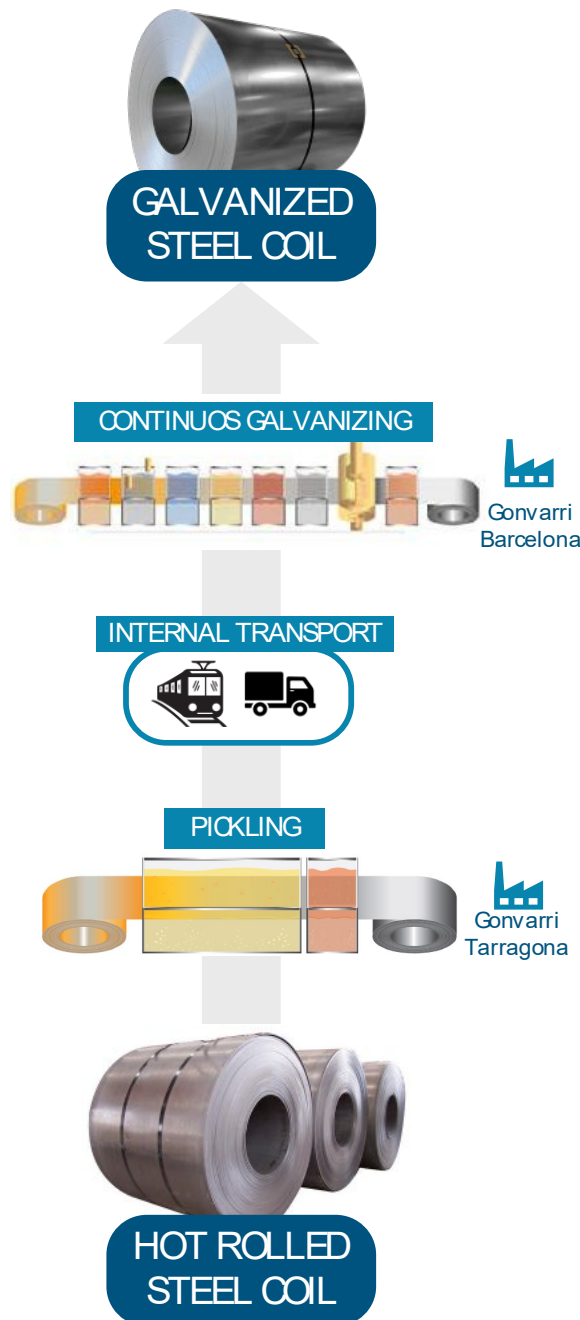 GALVANIZED
STEEL COIL
CONTINUOS GALVANIZING
Gonvarri
Barcelona
INTERNAL TRANSPORT
PICKLING
Gonvarri
Tarragona
HOT ROLLED
STEEL COIL